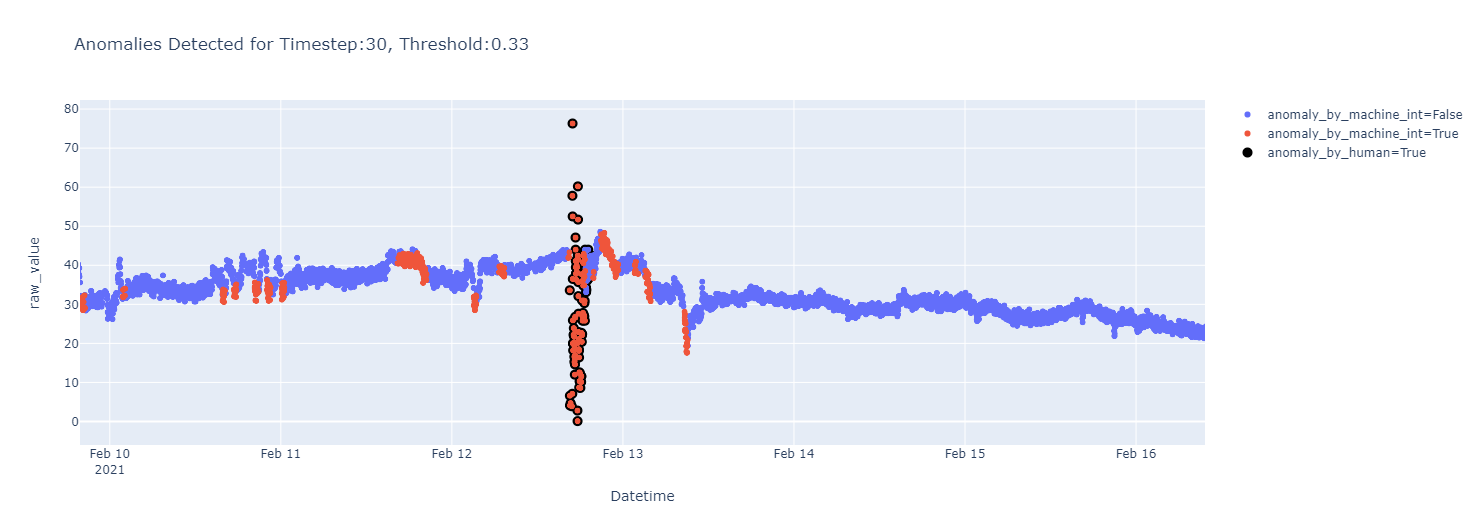 Anomalies Detected for Timestep:30, Threshold:0.33
anomaly_by_machine_int=False
anomaly_by_machine_int=True
anomaly_by_human=True
raw_value
80
70
60
50
40
30
20
10
0
Feb 10
2021
Feb 11
Feb 12
Feb 13
Feb 14
Feb 15
Feb 16
Datetime